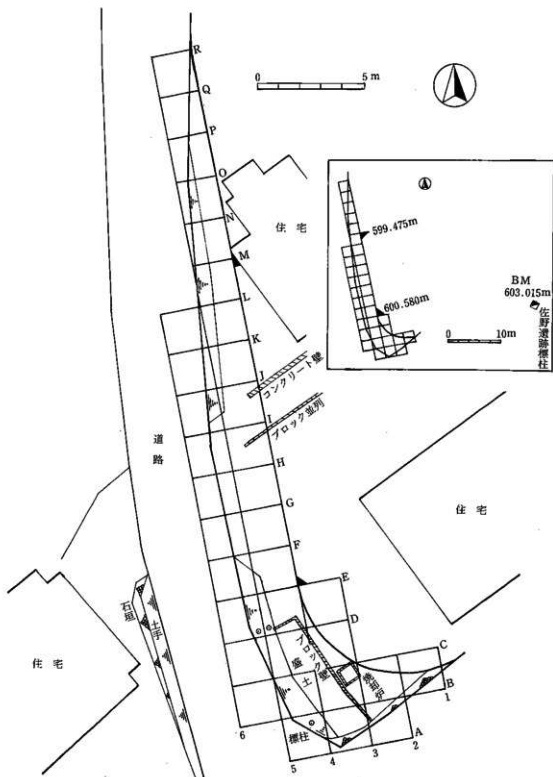 R
Q
P
O
N
M
L
K
J
I
H
G
F
E
D
C
B
A
1
2
3
4
5
6
0 5 m
住宅
コンクリート壁
ブロック並列
道路
住宅
石垣
土手
住宅
ブロック壁
盛土
標柱
Ⓐ
599.475m
600.580m
BM
603.015m
佐野遺跡標柱
0 10m